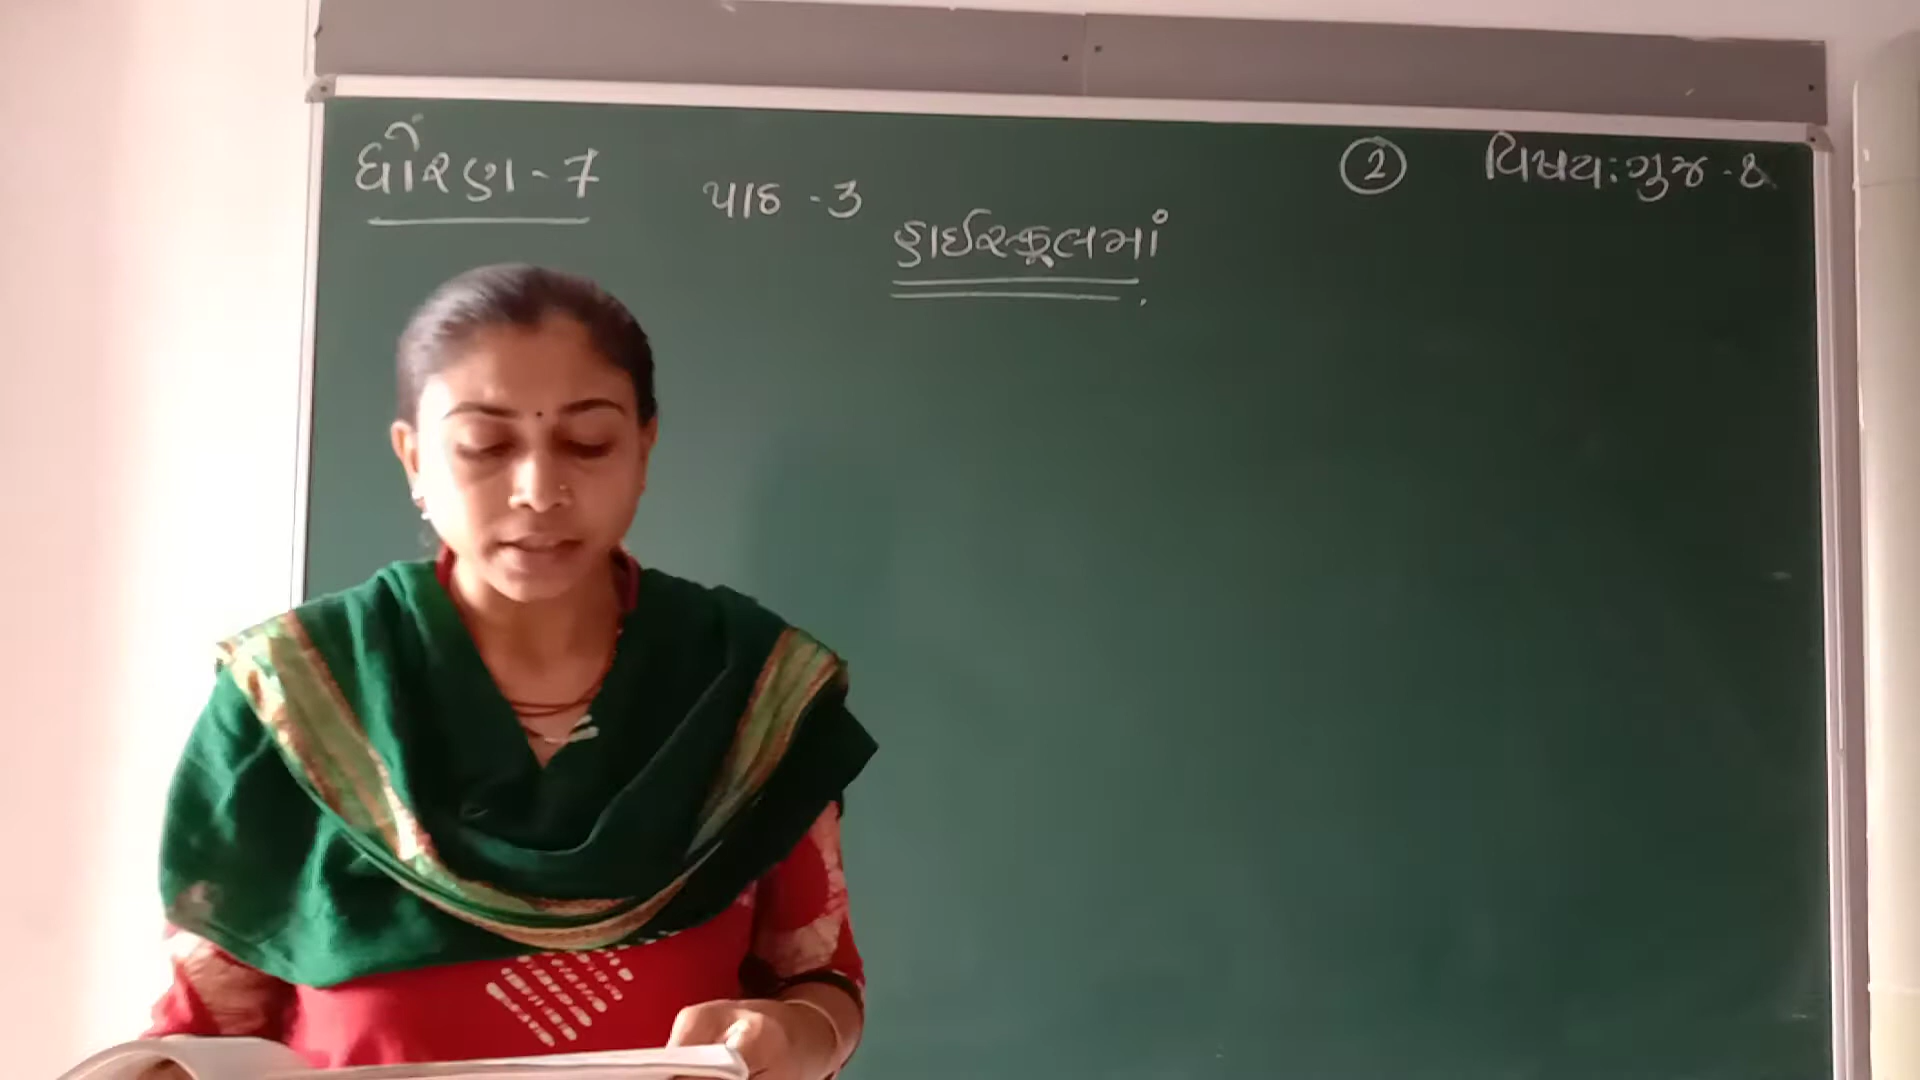 ધોરણ - 7
પાઠ - 3
હાઈસ્કૂલમાં
2
વિષય: ગુજ -